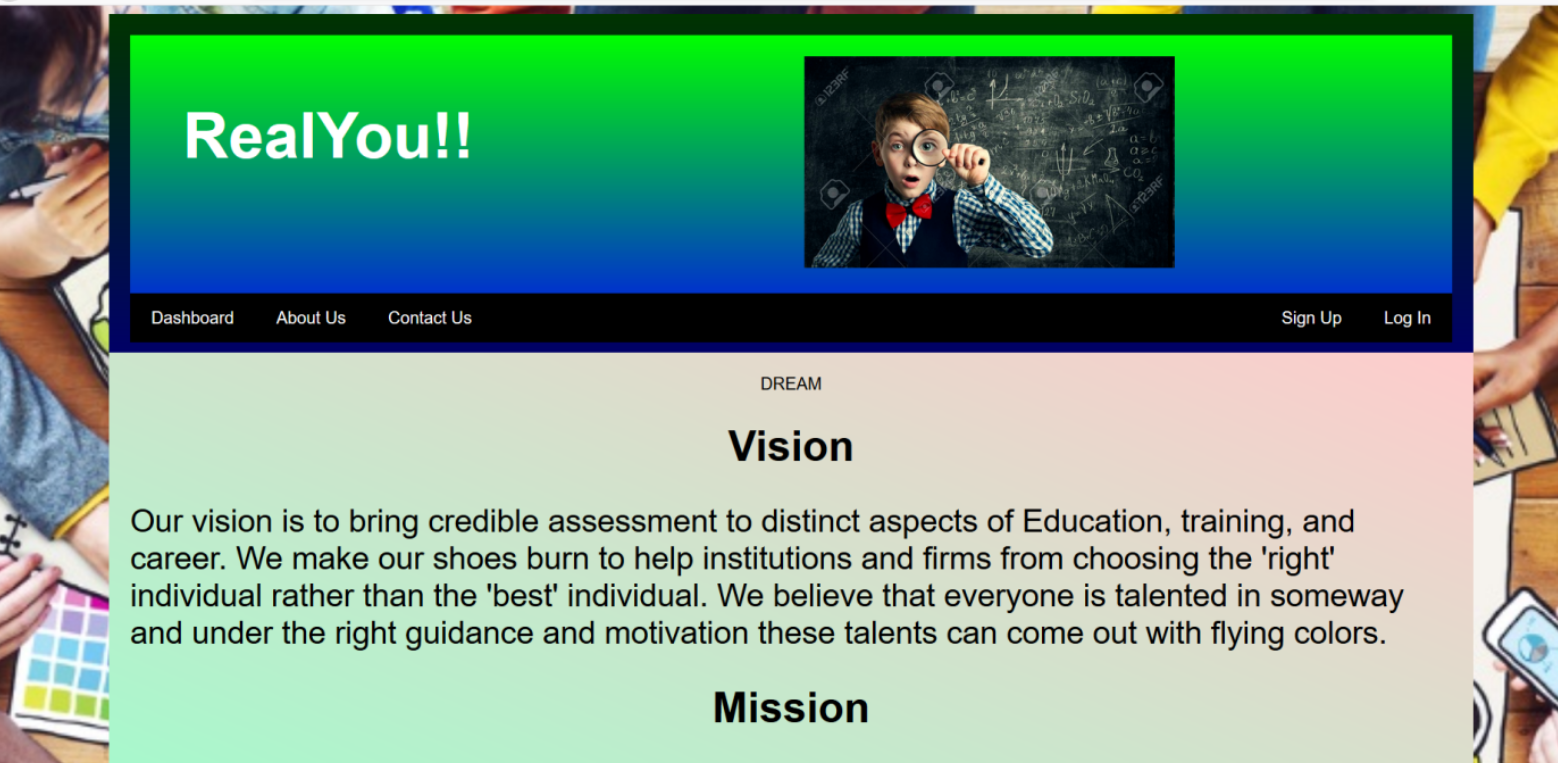 RealYou!!
123RF
123RF
Dashboard
About Us
Contact Us
Sign Up
Log In
DREAM
Vision
Our vision is to bring credible assessment to distinct aspects of Education, training, and
career. We make our shoes burn to help institutions and firms from choosing the 'right'
individual rather than the 'best' individual. We believe that everyone is talented in someway
and under the right guidance and motivation these talents can come out with flying colors.
Mission